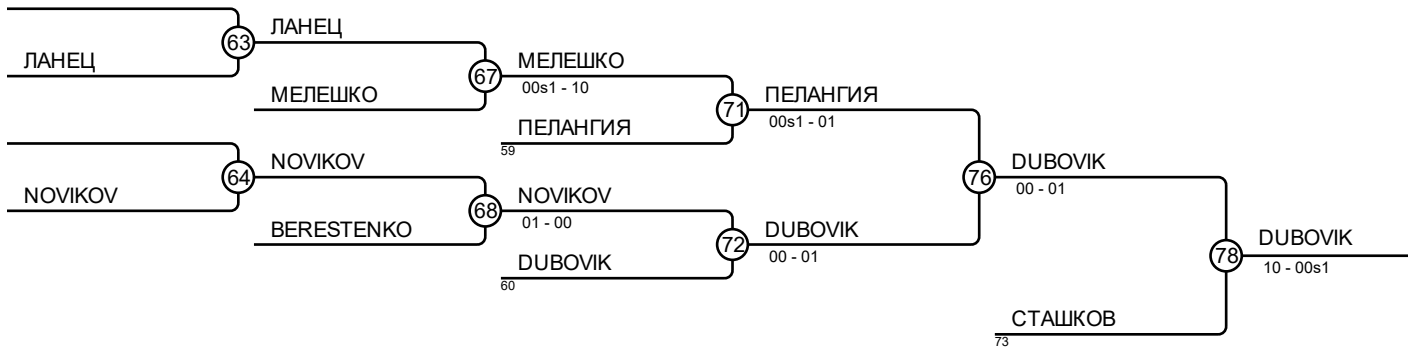 63
ЛАНЕЦ
ЛАНЕЦ
67
МЕЛЕШКО
00s1 - 10
МЕЛЕШКО
71
ПЕЛАНГИЯ
00s1 - 01
ПЕЛАНГИЯ
59
64
NOVIKOV
NOVIKOV
68
NOVIKOV
01 - 00
BERESTENKO
72
DUBOVIK
00 - 01
DUBOVIK
60
76
DUBOVIK
00 - 01
78
DUBOVIK
10 - 00s1
СТАШКОВ
73